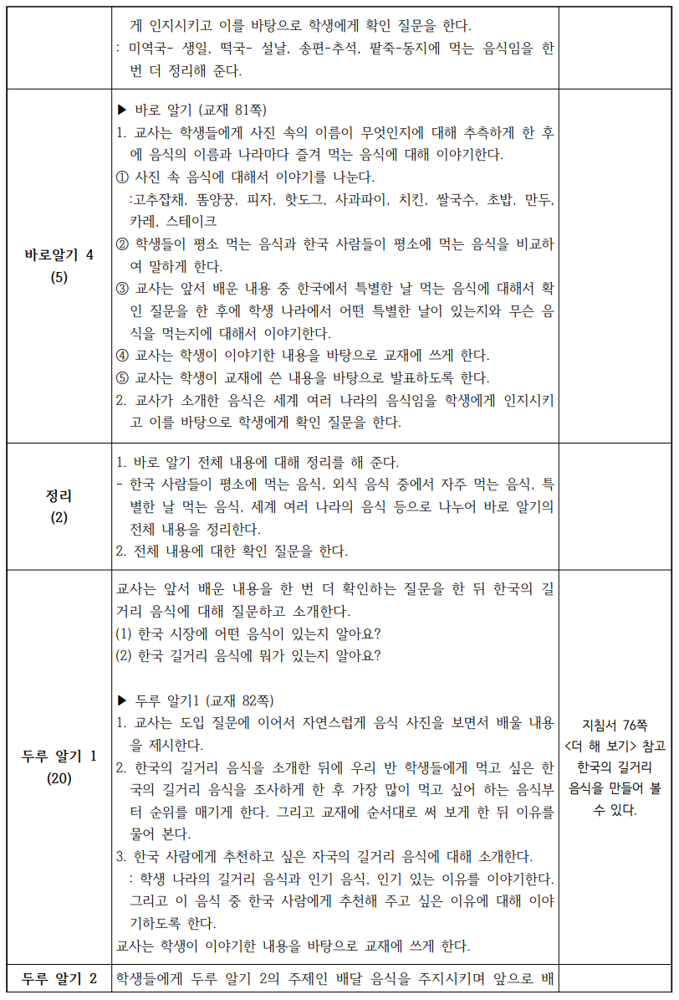 게 인지시키고 이를 바탕으로 학생에게 확인 질문을 한다.
: 미역국- 생일, 떡국- 설날, 송편-추석, 팥죽-동지에 먹는 음식임을 한
번 더 정리해 준다.
바로알기 4
(5)
▶ 바로 알기 (교재 81쪽)
1. 교사는 학생들에게 사진 속의 이름이 무엇인지에 대해 추측하게 한 후
에 음식의 이름과 나라마다 즐겨 먹는 음식에 대해 이야기한다.
① 사진 속 음식에 대해서 이야기를 나눈다.
:고추잡채, 똠양꿍, 피자, 핫도그, 사과파이, 치킨, 쌀국수, 초밥, 만두,
카레, 스테이크
② 학생들이 평소 먹는 음식과 한국 사람들이 평소에 먹는 음식을 비교하
여 말하게 한다.
③ 교사는 앞서 배운 내용 중 한국에서 특별한 날 먹는 음식에 대해서 확
인 질문을 한 후에 학생 나라에서 어떤 특별한 날이 있는지와 무슨 음
식을 먹는지에 대해서 이야기한다.
④ 교사는 학생이 이야기한 내용을 바탕으로 교재에 쓰게 한다.
⑤ 교사는 학생이 교재에 쓴 내용을 바탕으로 발표하도록 한다.
2. 교사가 소개한 음식은 세계 여러 나라의 음식임을 학생에게 인지시키
고 이를 바탕으로 학생에게 확인 질문을 한다.
정리
(2)
1. 바로 알기 전체 내용에 대해 정리를 해 준다.
- 한국 사람들이 평소에 먹는 음식, 외식 음식 중에서 자주 먹는 음식, 특
별한 날 먹는 음식, 세계 여러 나라의 음식 등으로 나누어 바로 알기의
전체 내용을 정리한다.
2. 전체 내용에 대한 확인 질문을 한다.
두루 알기 1
(20)
교사는 앞서 배운 내용을 한 번 더 확인하는 질문을 한 뒤 한국의 길
거리 음식에 대해 질문하고 소개한다.
(1) 한국 시장에 어떤 음식이 있는지 알아요?
(2) 한국 길거리 음식에 뭐가 있는지 알아요?
▶ 두루 알기1 (교재 82쪽)
1. 교사는 도입 질문에 이어서 자연스럽게 음식 사진을 보면서 배울 내용
을 제시한다.
2. 한국의 길거리 음식을 소개한 뒤에 우리 반 학생들에게 먹고 싶은 한
국의 길거리 음식을 조사하게 한 후 가장 많이 먹고 싶어 하는 음식부
터 순위를 매기게 한다. 그리고 교재에 순서대로 써 보게 한 뒤 이유를
물어 본다.
3. 한국 사람에게 추천하고 싶은 자국의 길거리 음식에 대해 소개한다.
: 학생 나라의 길거리 음식과 인기 음식, 인기 있는 이유를 이야기한다.
그리고 이 음식 중 한국 사람에게 추천해 주고 싶은 이유에 대해 이야
기하도록 한다.
교사는 학생이 이야기한 내용을 바탕으로 교재에 쓰게 한다.
지침서 76쪽
<더 해 보기> 참고
한국의 길거리
음식을 만들어 볼
수 있다.
두루 알기 2
학생들에게 두루 알기 2의 주제인 배달 음식을 주지시키며 앞으로 배